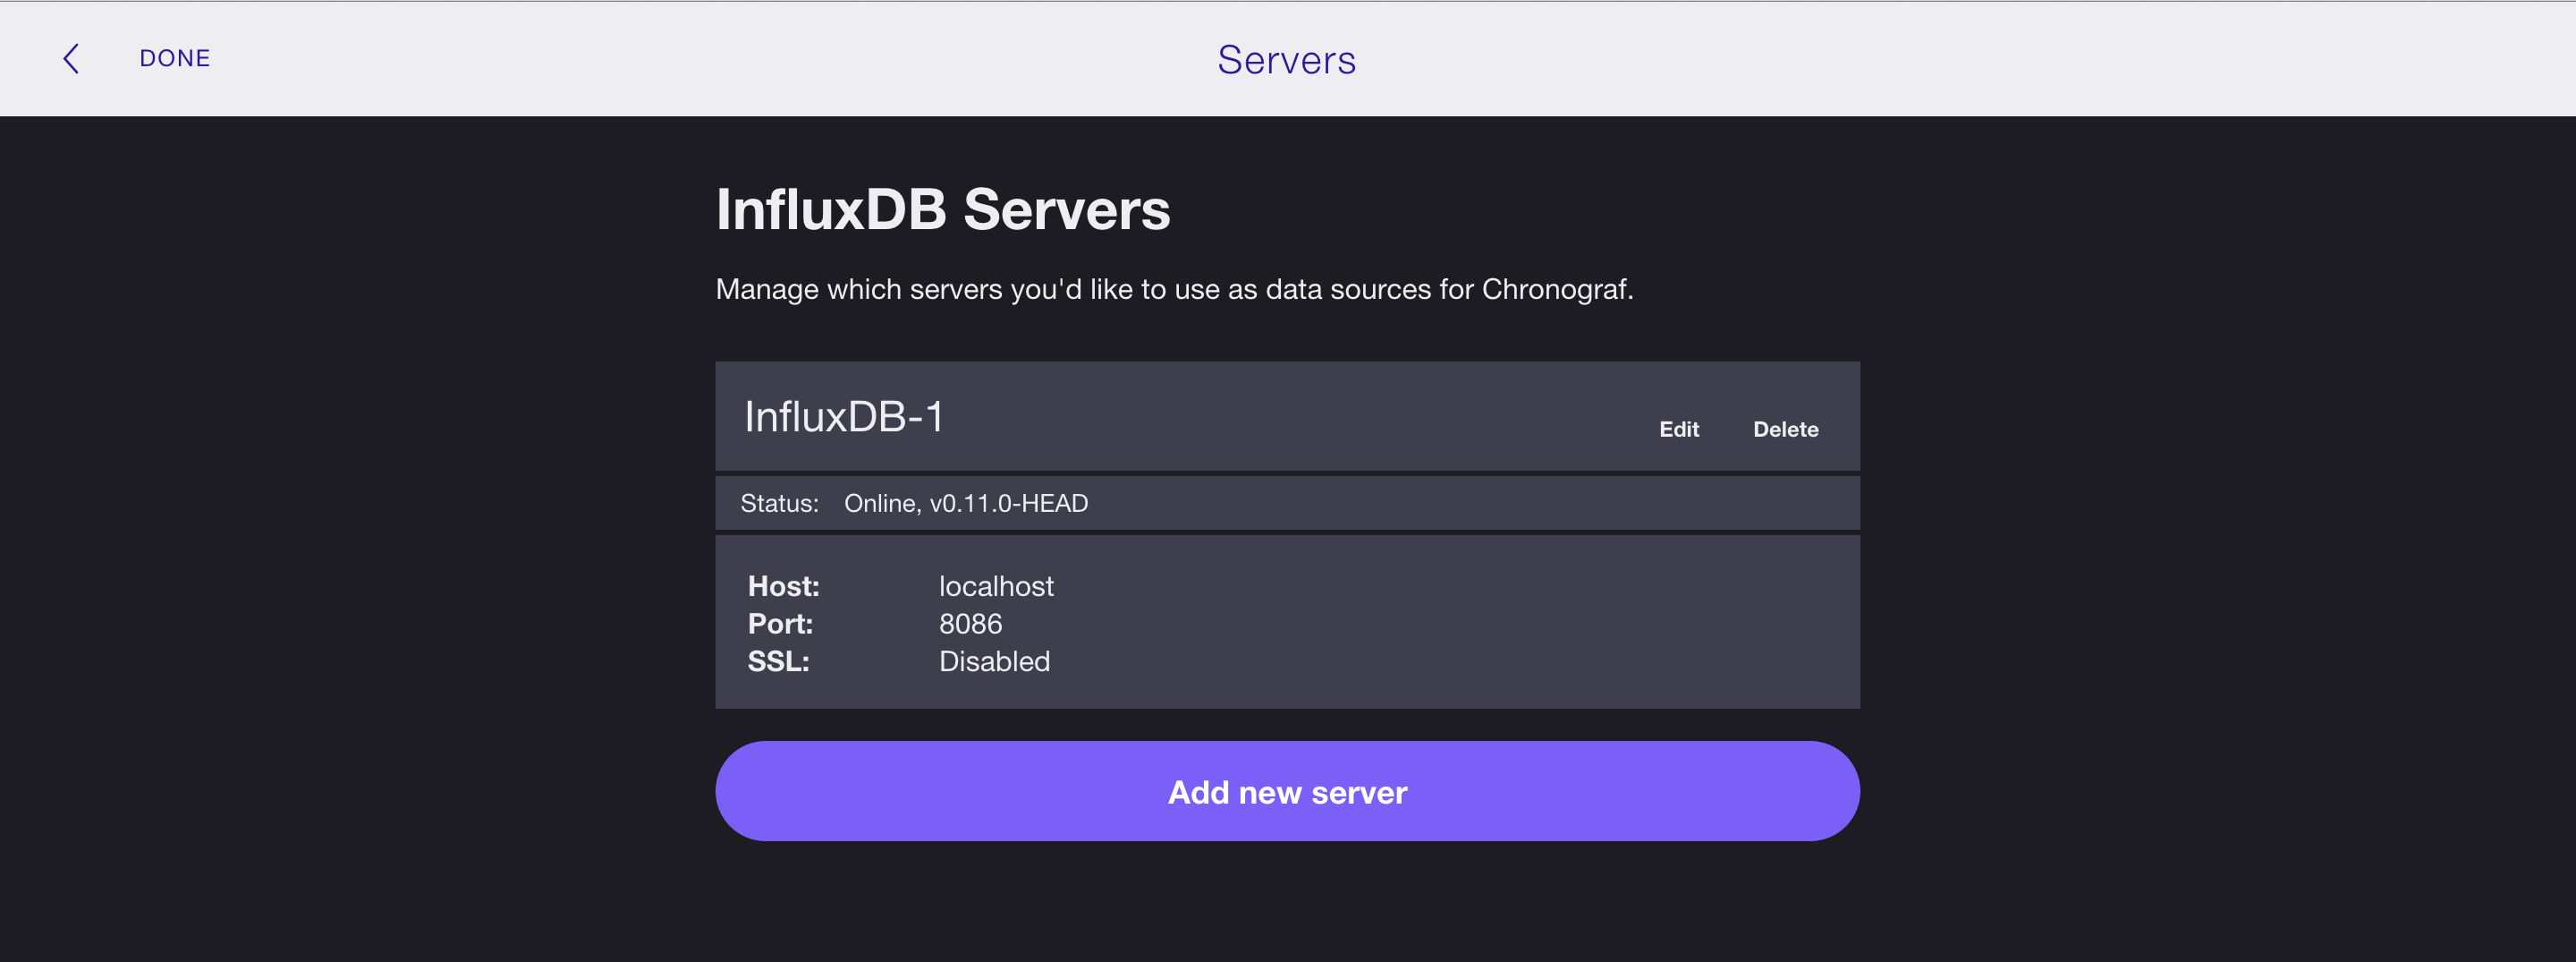 DONE
Servers
InfluxDB Servers
Manage which servers you'd like to use as data sources for Chronograf.
InfluxDB-1
Edit Delete
Status: Online, v0.11.0-HEAD
Host: localhost
Port: 8086
SSL: Disabled
Add new server